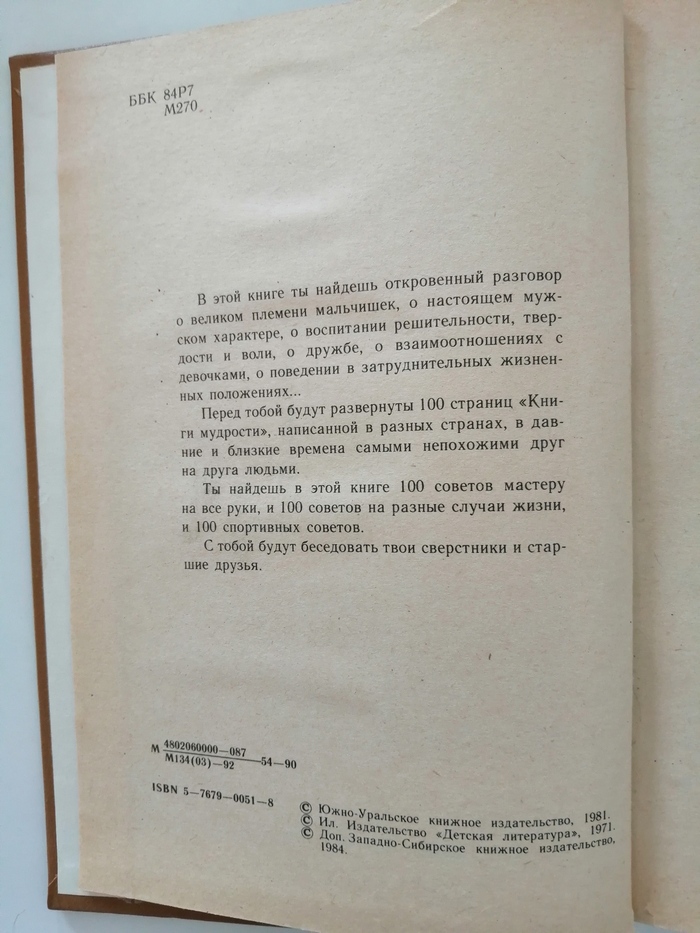 ББК 84Р7
М270
В этой книге ты найдешь откровенный разговор
о великом племени мальчишек, о настоящем муж-
ском характере, о воспитании решительности, твер-
дости и воли, о дружбе, о взаимоотношениях с
девочками, о поведении в затруднительных жизнен-
ных положениях...
Перед тобой будут развернуты 100 страниц «Кни-
ги мудрости», написанной в разных странах, в дав-
ние и близкие времена самыми непохожими друг
на друга людьми.
Ты найдешь в этой книге 100 советов мастеру
на все руки, и 100 советов на разные случаи жизни,
и 100 спортивных советов.
С тобой будут беседовать твои сверстники и стар-
шие друзья.
М 4802060000—087
М134(03)—92 —54—90
ISBN 5—7679—0051—8
© Южно-Уральское книжное издательство, 1981.
© Ил. Издательство «Детская литература», 1971.
© Доп. Западно-Сибирское книжное издательство,
1984.